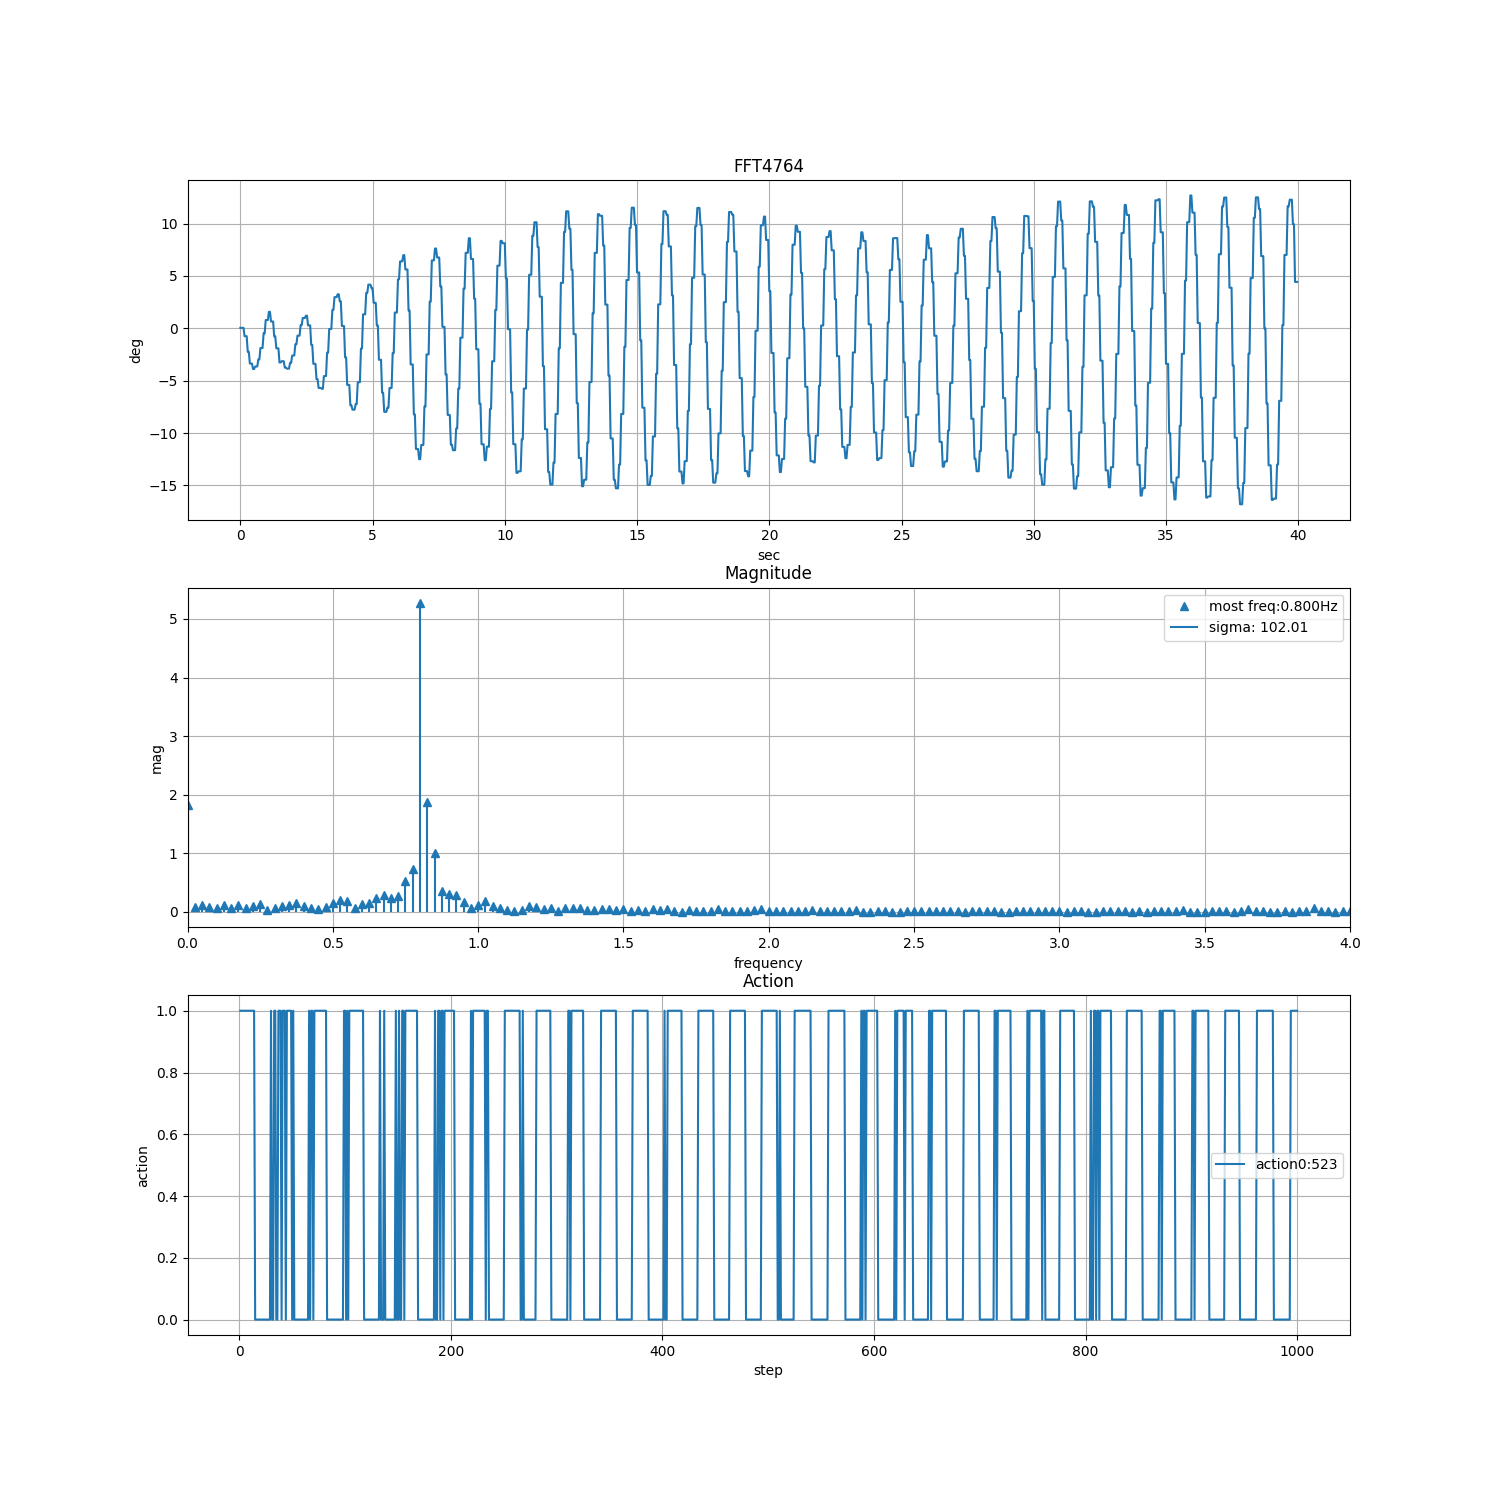 FFT4764
10
5
0
−5
−10
−15
deg
0 5 10 15 20 25 30 35 40
sec
Magnitude
most freq:0.800Hz
sigma: 102.01
5
4
3
2
1
0
mag
0.0 0.5 1.0 1.5 2.0 2.5 3.0 3.5 4.0
frequency
Action
1.0
0.8
0.6
0.4
0.2
0.0
action
action0:523
0 200 400 600 800 1000
step